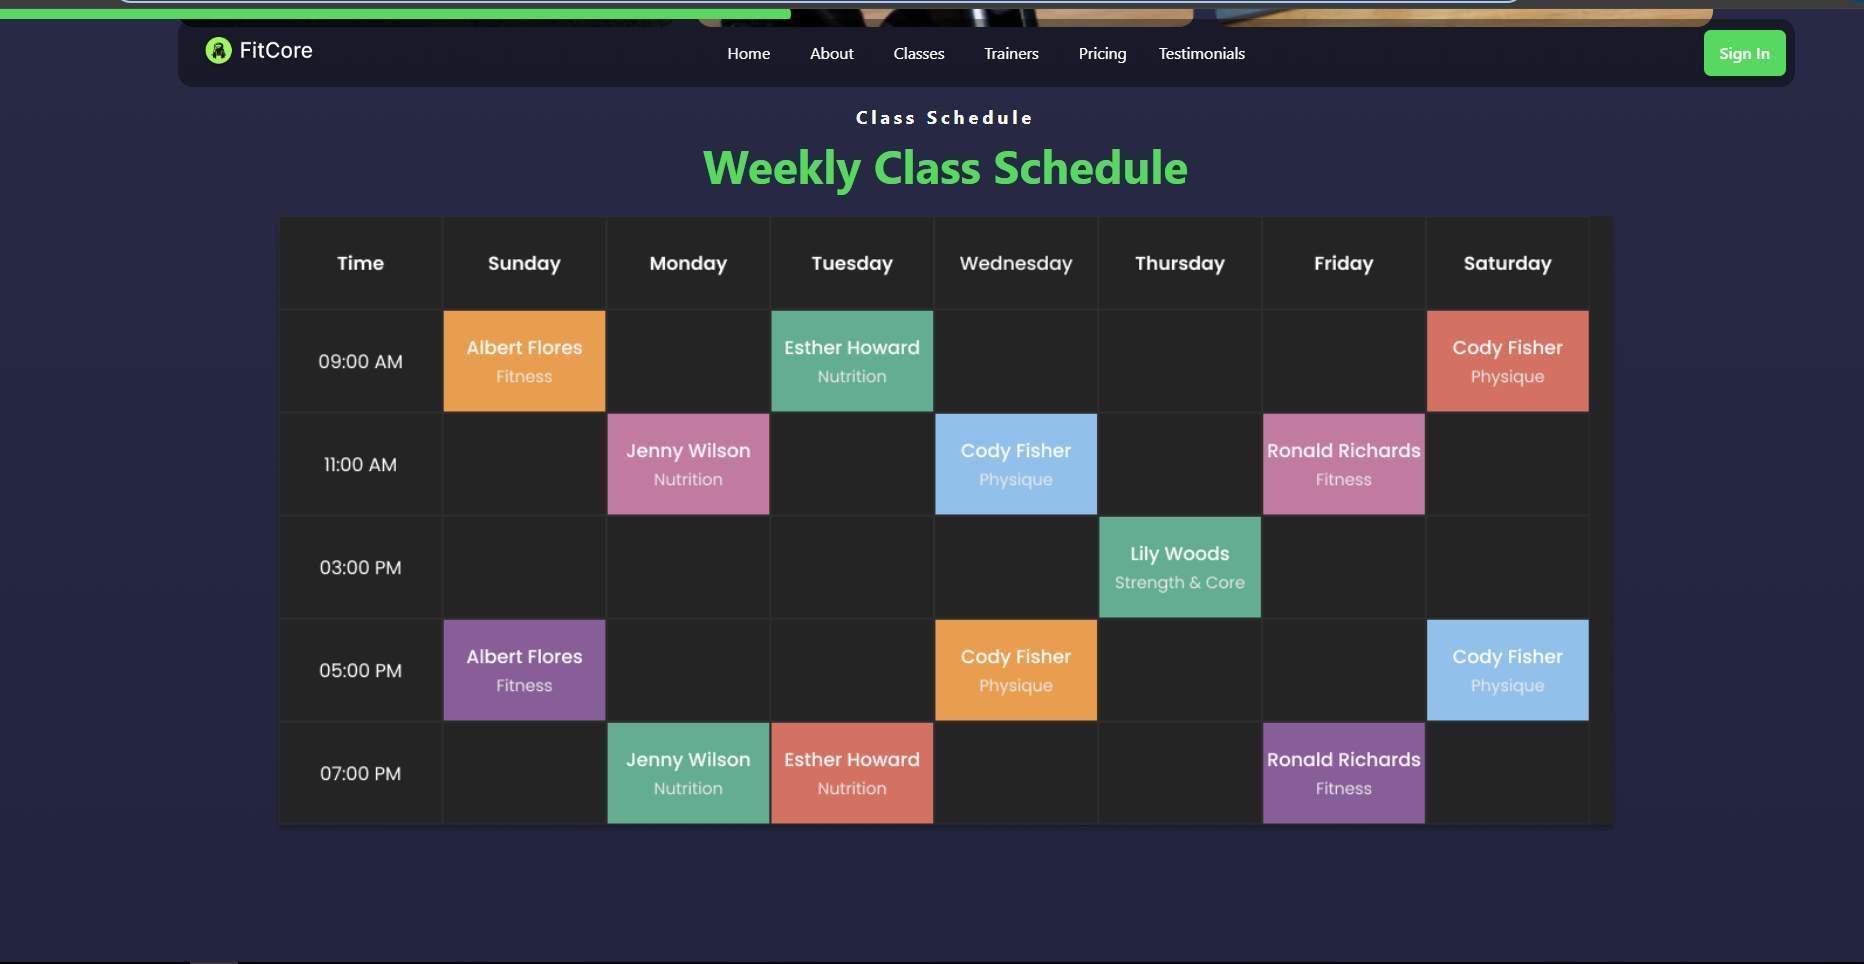 FitCore
Home About Classes Trainers Pricing Testimonials
Sign In
Class Schedule
Weekly Class Schedule
Time Sunday Monday Tuesday Wednesday Thursday Friday Saturday
09:00 AM
Albert Flores
Fitness
Esther Howard
Nutrition
Cody Fisher
Physique
11:00 AM
Jenny Wilson
Nutrition
Cody Fisher
Physique
Ronald Richards
Fitness
03:00 PM
Lily Woods
Strength & Core
05:00 PM
Albert Flores
Fitness
Cody Fisher
Physique
Cody Fisher
Physique
07:00 PM
Jenny Wilson
Nutrition
Esther Howard
Nutrition
Ronald Richards
Fitness